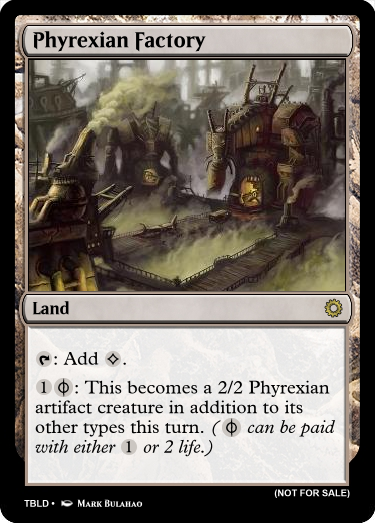 Phyrexian Factory
Land
: Add .
1 : This becomes a 2/2 Phyrexian
artifact creature in addition to its
other types this turn. ( can be paid
with either 1 or 2 life.)
(NOT FOR SALE)
TBLD • Mark Bulahao